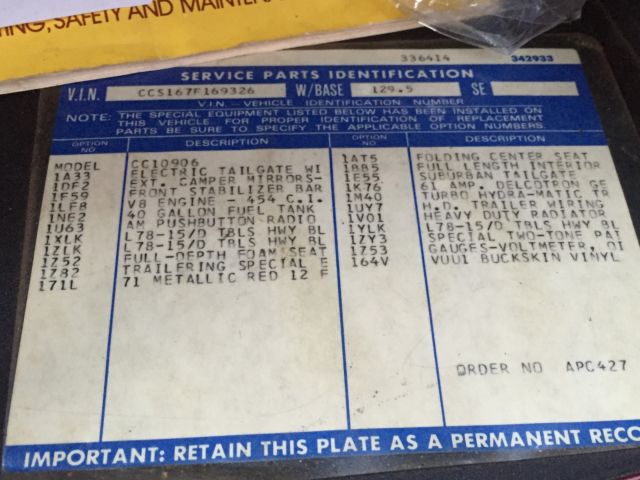 ING, SAFETY AND MAINTENA
336414 342933
SERVICE PARTS IDENTIFICATION
V.I.N. CCS167F169326 W/BASE 129.5 SE
V.I.N. - VEHICLE IDENTIFICATION NUMBER
NOTE: THE SPECIAL EQUIPMENT LISTED BELOW HAS BEEN INSTALLED ON
THIS VEHICLE. FOR PROPER IDENTIFICATION OF REPLACEMENT
PARTS BE SURE TO SPECIFY THE APPLICABLE OPTION NUMBERS.
OPTION NO DESCRIPTION OPTION NO DESCRIPTION
MODEL CC10906 1AT5 FOLDING CENTER SEAT
1A33 ELECTRIC TAILGATE WI 1BB5 FULL LENGTH INTERIOR
1DF2 EXT. CAMPER MIRRORS- 1E55 SUBURBAN TAILGATE
1F59 FRONT STABILIZER BAR 1K76 61 AMP. DELCOTRON GE
1LF8 V8 ENGINE - 454 C.I. 1M40 TURBO HYDRA-MATIC TR
1NE2 40 GALLON FUEL TANK 1UY7 H.D. TRAILER WIRING
1U63 AM PUSHBUTTON RADIO 1V01 HEAVY DUTY RADIATOR
1XLK L78-15/D TBLS HWY BL 1YLK L78-15/D TBLS HWY BL
1ZLK L78-15/D TBLS HWY BL 1ZY3 SPECIAL TWO-TONE PAI
1Z52 FULL-DEPTH FOAM SEAT 1Z53 GAUGES-VOLTMETER, OI
1Z82 TRAILERING SPECIAL E 164V VUU1 BUCKSKIN VINYL
171L 71 METALLIC RED 12 F
ORDER NO APC427
IMPORTANT: RETAIN THIS PLATE AS A PERMANENT RECO